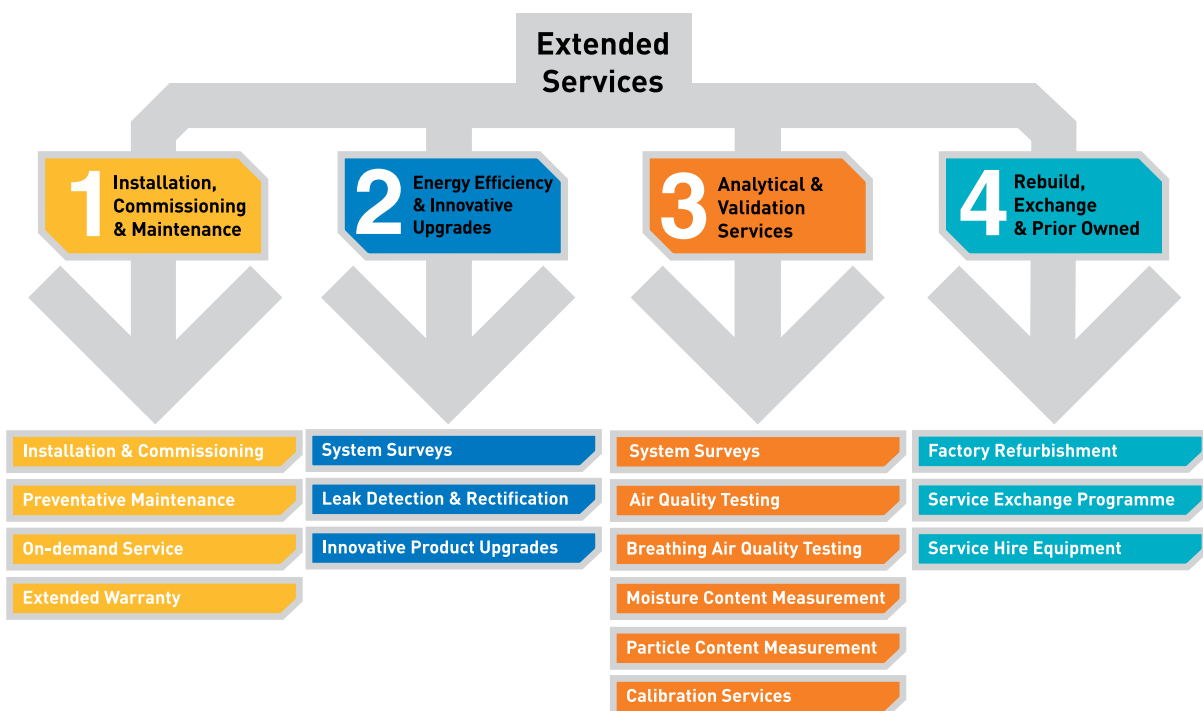 Extended
Services
1
Installation,
Commissioning
& Maintenance
2
Energy Efficiency
& Innovative
Upgrades
3
Analytical &
Validation
Services
4
Rebuild,
Exchange
& Prior Owned
Installation & Commissioning
Preventative Maintenance
On-demand Service
Extended Warranty
System Surveys
Leak Detection & Rectification
Innovative Product Upgrades
System Surveys
Air Quality Testing
Breathing Air Quality Testing
Moisture Content Measurement
Particle Content Measurement
Calibration Services
Factory Refurbishment
Service Exchange Programme
Service Hire Equipment